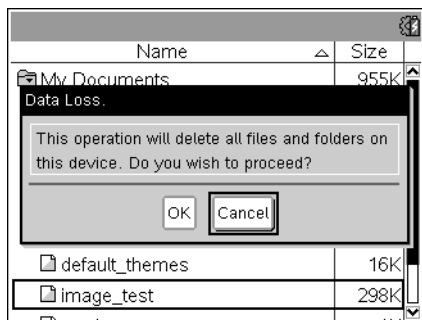 Name Size
My Documents 955K
Data Loss.
This operation will delete all files and folders on
this device. Do you wish to proceed?
OK Cancel
default_themes 16K
image_test 298K